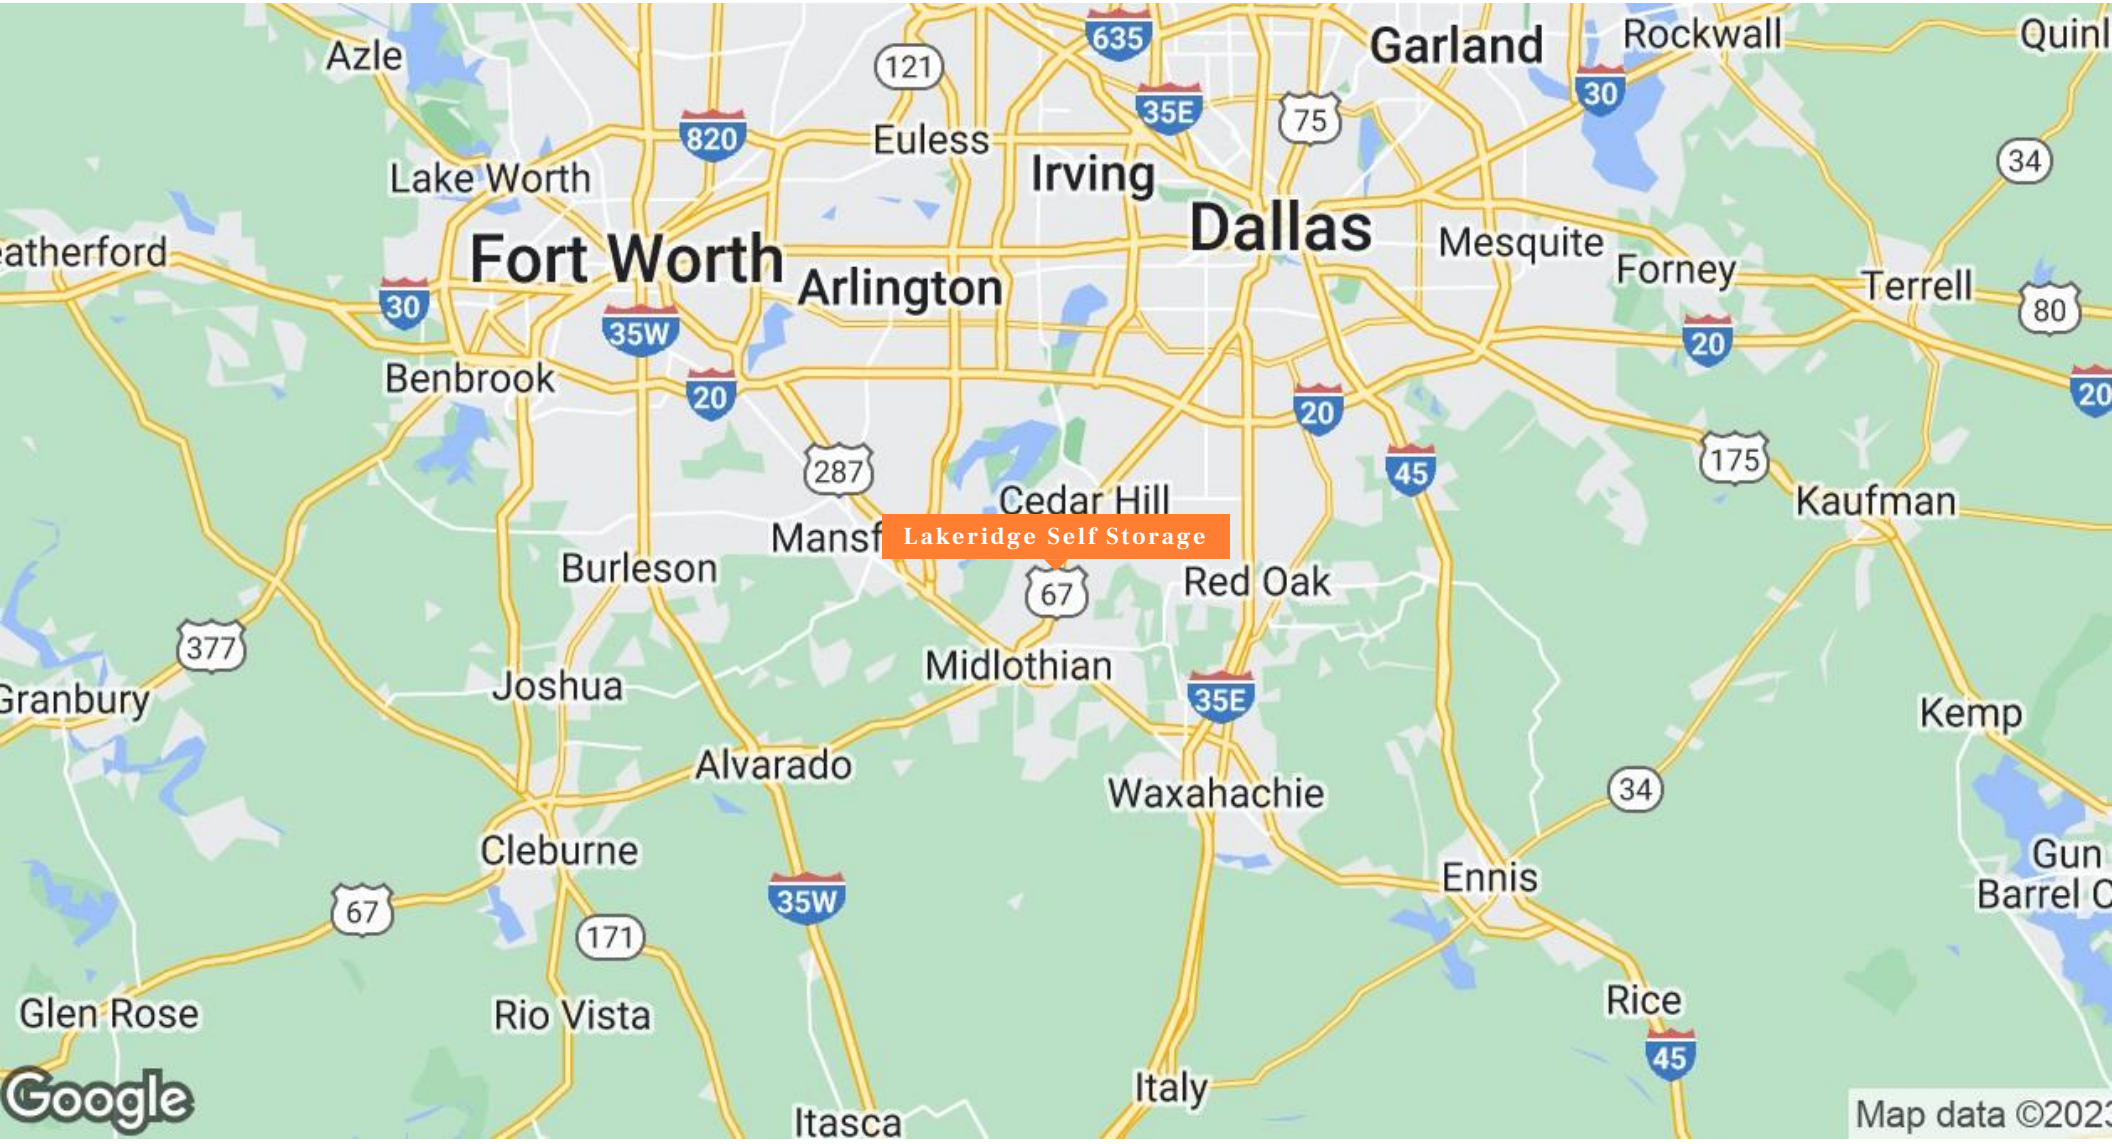 Azle
121
635
Garland
Rockwall
Quinl
35E
75
30
820
Euless
Irving
34
Lake Worth
Dallas
Mesquite
eatherford
Fort Worth
Arlington
Forney
Terrell
80
30
35W
20
Benbrook
20
20
20
287
45
175
Cedar Hill
Kaufman
Mansf
Lakeridge Self Storage
Burleson
67
Red Oak
377
Midlothian
Joshua
35E
Granbury
Kemp
Alvarado
Waxahachie
34
Cleburne
Ennis
Gun
Barrel C
67
35W
171
Glen Rose
Rio Vista
Rice
45
Italy
Google
Itasca
Map data ©2023